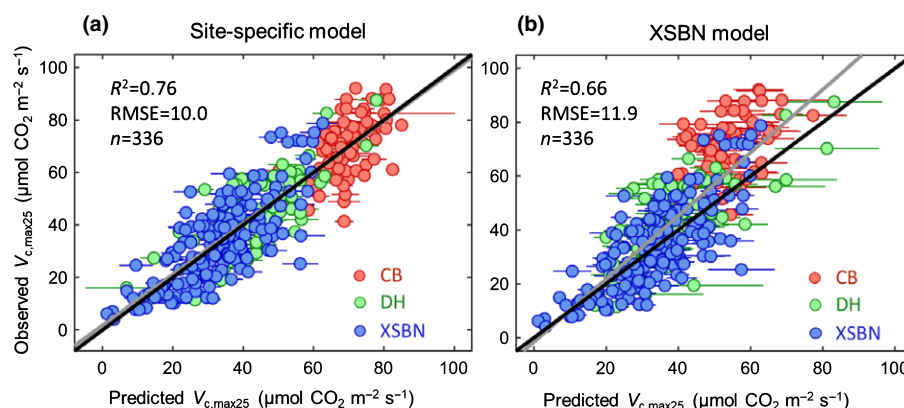 (a) Site-specific model
R²=0.76
RMSE=10.0
n=336
Observed Vc,max25 (μmol CO2 m−2 s−1)
100
80
60
40
20
0
CB
DH
XSBN
0 20 40 60 80 100
Predicted Vc,max25 (μmol CO2 m−2 s−1)
(b) XSBN model
R²=0.66
RMSE=11.9
n=336
100
80
60
40
20
0
CB
DH
XSBN
0 20 40 60 80 100
Predicted Vc,max25 (μmol CO2 m−2 s−1)